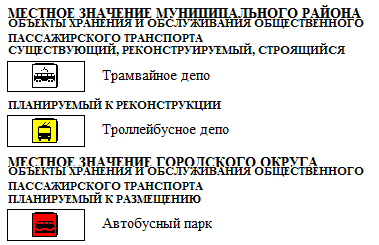 МЕСТНОЕ ЗНАЧЕНИЕ МУНИЦИПАЛЬНОГО РАЙОНА
ОБЪЕКТЫ ХРАНЕНИЯ И ОБСЛУЖИВАНИЯ ОБЩЕСТВЕННОГО
ПАССАЖИРСКОГО ТРАНСПОРТА
СУЩЕСТВУЮЩИЙ, РЕКОНСТРУИРУЕМЫЙ, СТРОЯЩИЙСЯ
Трамвайное депо
ПЛАНИРУЕМЫЙ К РЕКОНСТРУКЦИИ
Троллейбусное депо
МЕСТНОЕ ЗНАЧЕНИЕ ГОРОДСКОГО ОКРУГА
ОБЪЕКТЫ ХРАНЕНИЯ И ОБСЛУЖИВАНИЯ ОБЩЕСТВЕННОГО
ПАССАЖИРСКОГО ТРАНСПОРТА
ПЛАНИРУЕМЫЙ К РАЗМЕЩЕНИЮ
Автобусный парк